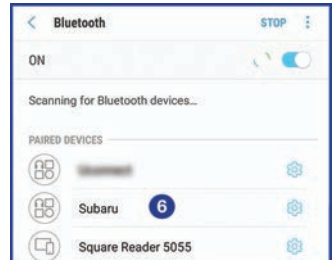 Bluetooth STOP
ON
Scanning for Bluetooth devices...
PAIRED DEVICES
Subaru 6
Square Reader 5055